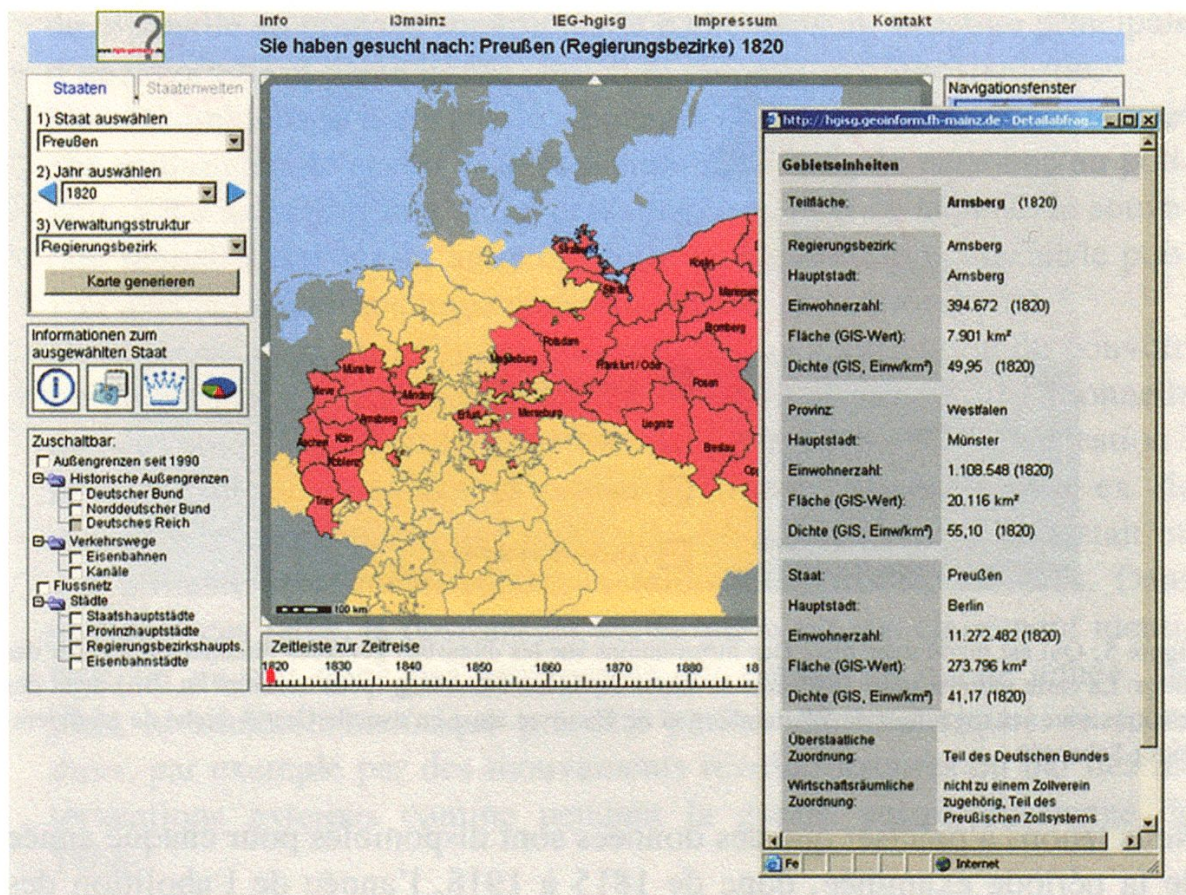 Info i3mainz IEG-hgisg Impressum Kontakt
Sie haben gesucht nach: Preußen (Regierungsbezirke) 1820
Staaten Staatenwelten
1) Staat auswählen
Preußen
2) Jahr auswählen
1820
3) Verwaltungsstruktur
Regierungsbezirk
Karte generieren
Informationen zum
ausgewählten Staat
Zuschaltbar:
Außengrenzen seit 1990
Historische Außengrenzen
Deutscher Bund
Norddeutscher Bund
Deutsches Reich
Verkehrswege
Eisenbahnen
Kanäle
Flussnetz
Städte
Staatshauptstädte
Provinzhauptstädte
Regierungsbezirkshaupts.
Eisenbahnstädte
Köslin
Bromberg
Potsdam
Magdeburg
Frankfurt / Oder
Posen
Münster
Minden
Kleve
Arnsberg
Erfurt
Merseburg
Liegnitz
Breslau
Aachen
Köln
Koblenz
Trier
100 km
Zeitleiste zur Zeitreise
1820 1830 1840 1850 1860 1870 18
Navigationsfenster
http://hgisg.geoinform.fh-mainz.de - Detailabfrag...
Gebietseinheiten
Teilfläche: Arnsberg (1820)
Regierungsbezirk: Arnsberg
Hauptstadt: Arnsberg
Einwohnerzahl: 394.672 (1820)
Fläche (GIS-Wert): 7.901 km²
Dichte (GIS, Einw/km²) 49,95 (1820)
Provinz: Westfalen
Hauptstadt: Münster
Einwohnerzahl: 1.108.548 (1820)
Fläche (GIS-Wert): 20.116 km²
Dichte (GIS, Einw/km²) 55,10 (1820)
Staat: Preußen
Hauptstadt: Berlin
Einwohnerzahl: 11.272.482 (1820)
Fläche (GIS-Wert): 273.796 km²
Dichte (GIS, Einw/km²) 41,17 (1820)
Überstaatliche
Zuordnung: Teil des Deutschen Bundes
Wirtschaftsräumliche nicht zu einem Zollverein
Zuordnung: zugehörig, Teil des
Preußischen Zollsystems
Fe Internet